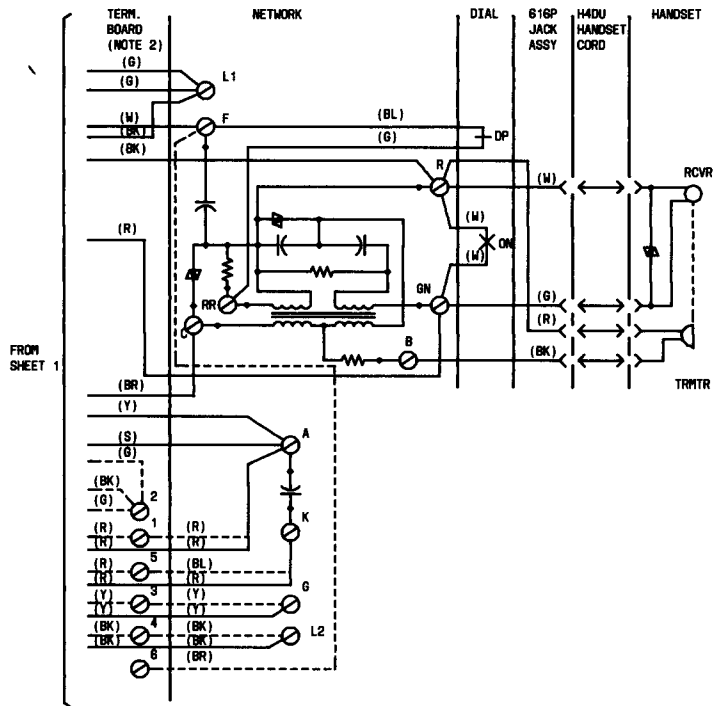 TERM.
BOARD
(NOTE 2)
NETWORK
DIAL
616P
JACK
ASSY
H4DU
HANDSET
CORD
HANDSET
(G)
(G)
L1
(W)
(BK)
F
(BL)
(G)
DP
(BK)
R
(W)
RCVR
(W)
ON
(W)
(R)
RR
GN
(G)
C
(R)
B
(BK)
FROM
SHEET 1
TRMTR
(BR)
(Y)
(S)
A
(G)
(BK)
2
(G)
1
K
(R)
(R)
(R)
(R)
5
(R)
(BL)
(R)
(R)
3
G
(Y)
(Y)
(Y)
(Y)
4
L2
(BK)
(BK)
(BK)
(BK)
6
(BR)